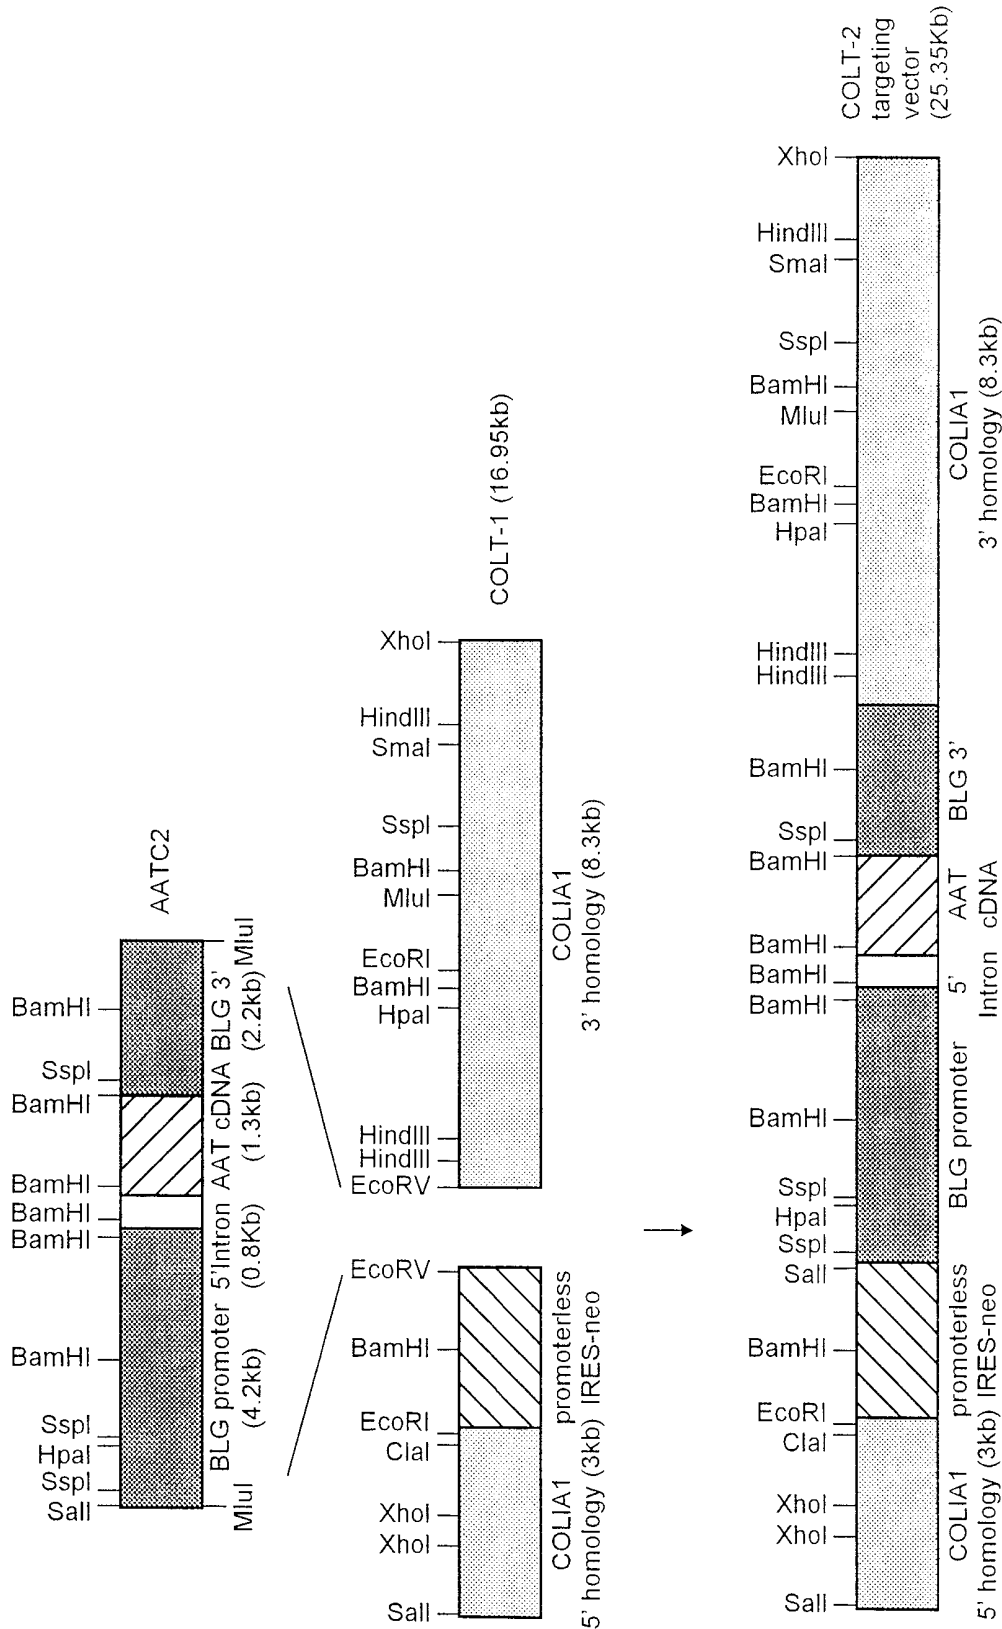 SalI
SspI
HpaI
SspI
BamHI
BamHI
BamHI
BamHI
BamHI
SspI
BamHI
MluI
MluI
BLG promoter
(4.2kb)
5'Intron
(0.8Kb)
AAT cDNA
(1.3kb)
BLG 3'
(2.2kb)
AATC2
SalI
XhoI
XhoI
ClaI
EcoRI
BamHI
EcoRV
EcoRV
HindIII
HindIII
HpaI
BamHI
EcoRI
MluI
BamHI
SspI
SmaI
HindIII
XhoI
COLIA1
5' homology (3kb)
promoterless
IRES-neo
COLIA1
3' homology (8.3kb)
COLT-1 (16.95kb)
SalI
XhoI
XhoI
ClaI
EcoRI
BamHI
SalI
SspI
HpaI
SspI
BamHI
BamHI
BamHI
BamHI
BamHI
SspI
BamHI
HindIII
HindIII
HpaI
BamHI
EcoRI
MluI
BamHI
SspI
SmaI
HindIII
XhoI
COLIA1
5' homology (3kb)
promoterless
IRES-neo
BLG promoter
5'
Intron
AAT
cDNA
BLG 3'
COLIA1
3' homology (8.3kb)
COLT-2
targeting
vector
(25.35Kb)